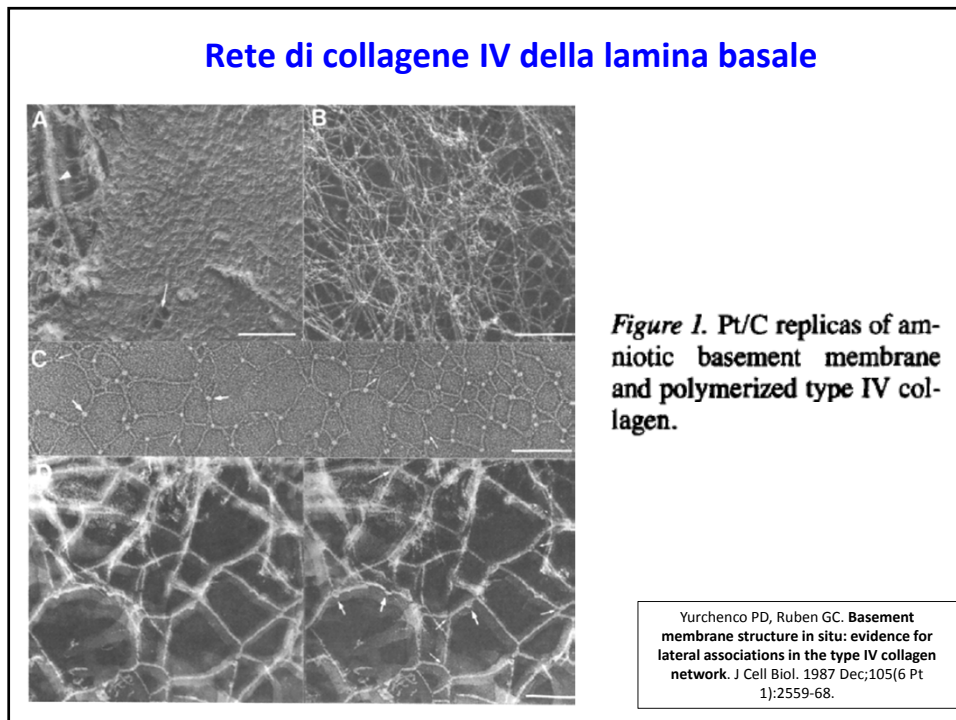 Rete di collagene IV della lamina basale
A
B
C
D
Figure 1. Pt/C replicas of am-
niotic basement membrane
and polymerized type IV col-
lagen.
Yurchenco PD, Ruben GC. Basement
membrane structure in situ: evidence for
lateral associations in the type IV collagen
network. J Cell Biol. 1987 Dec;105(6 Pt
1):2559-68.